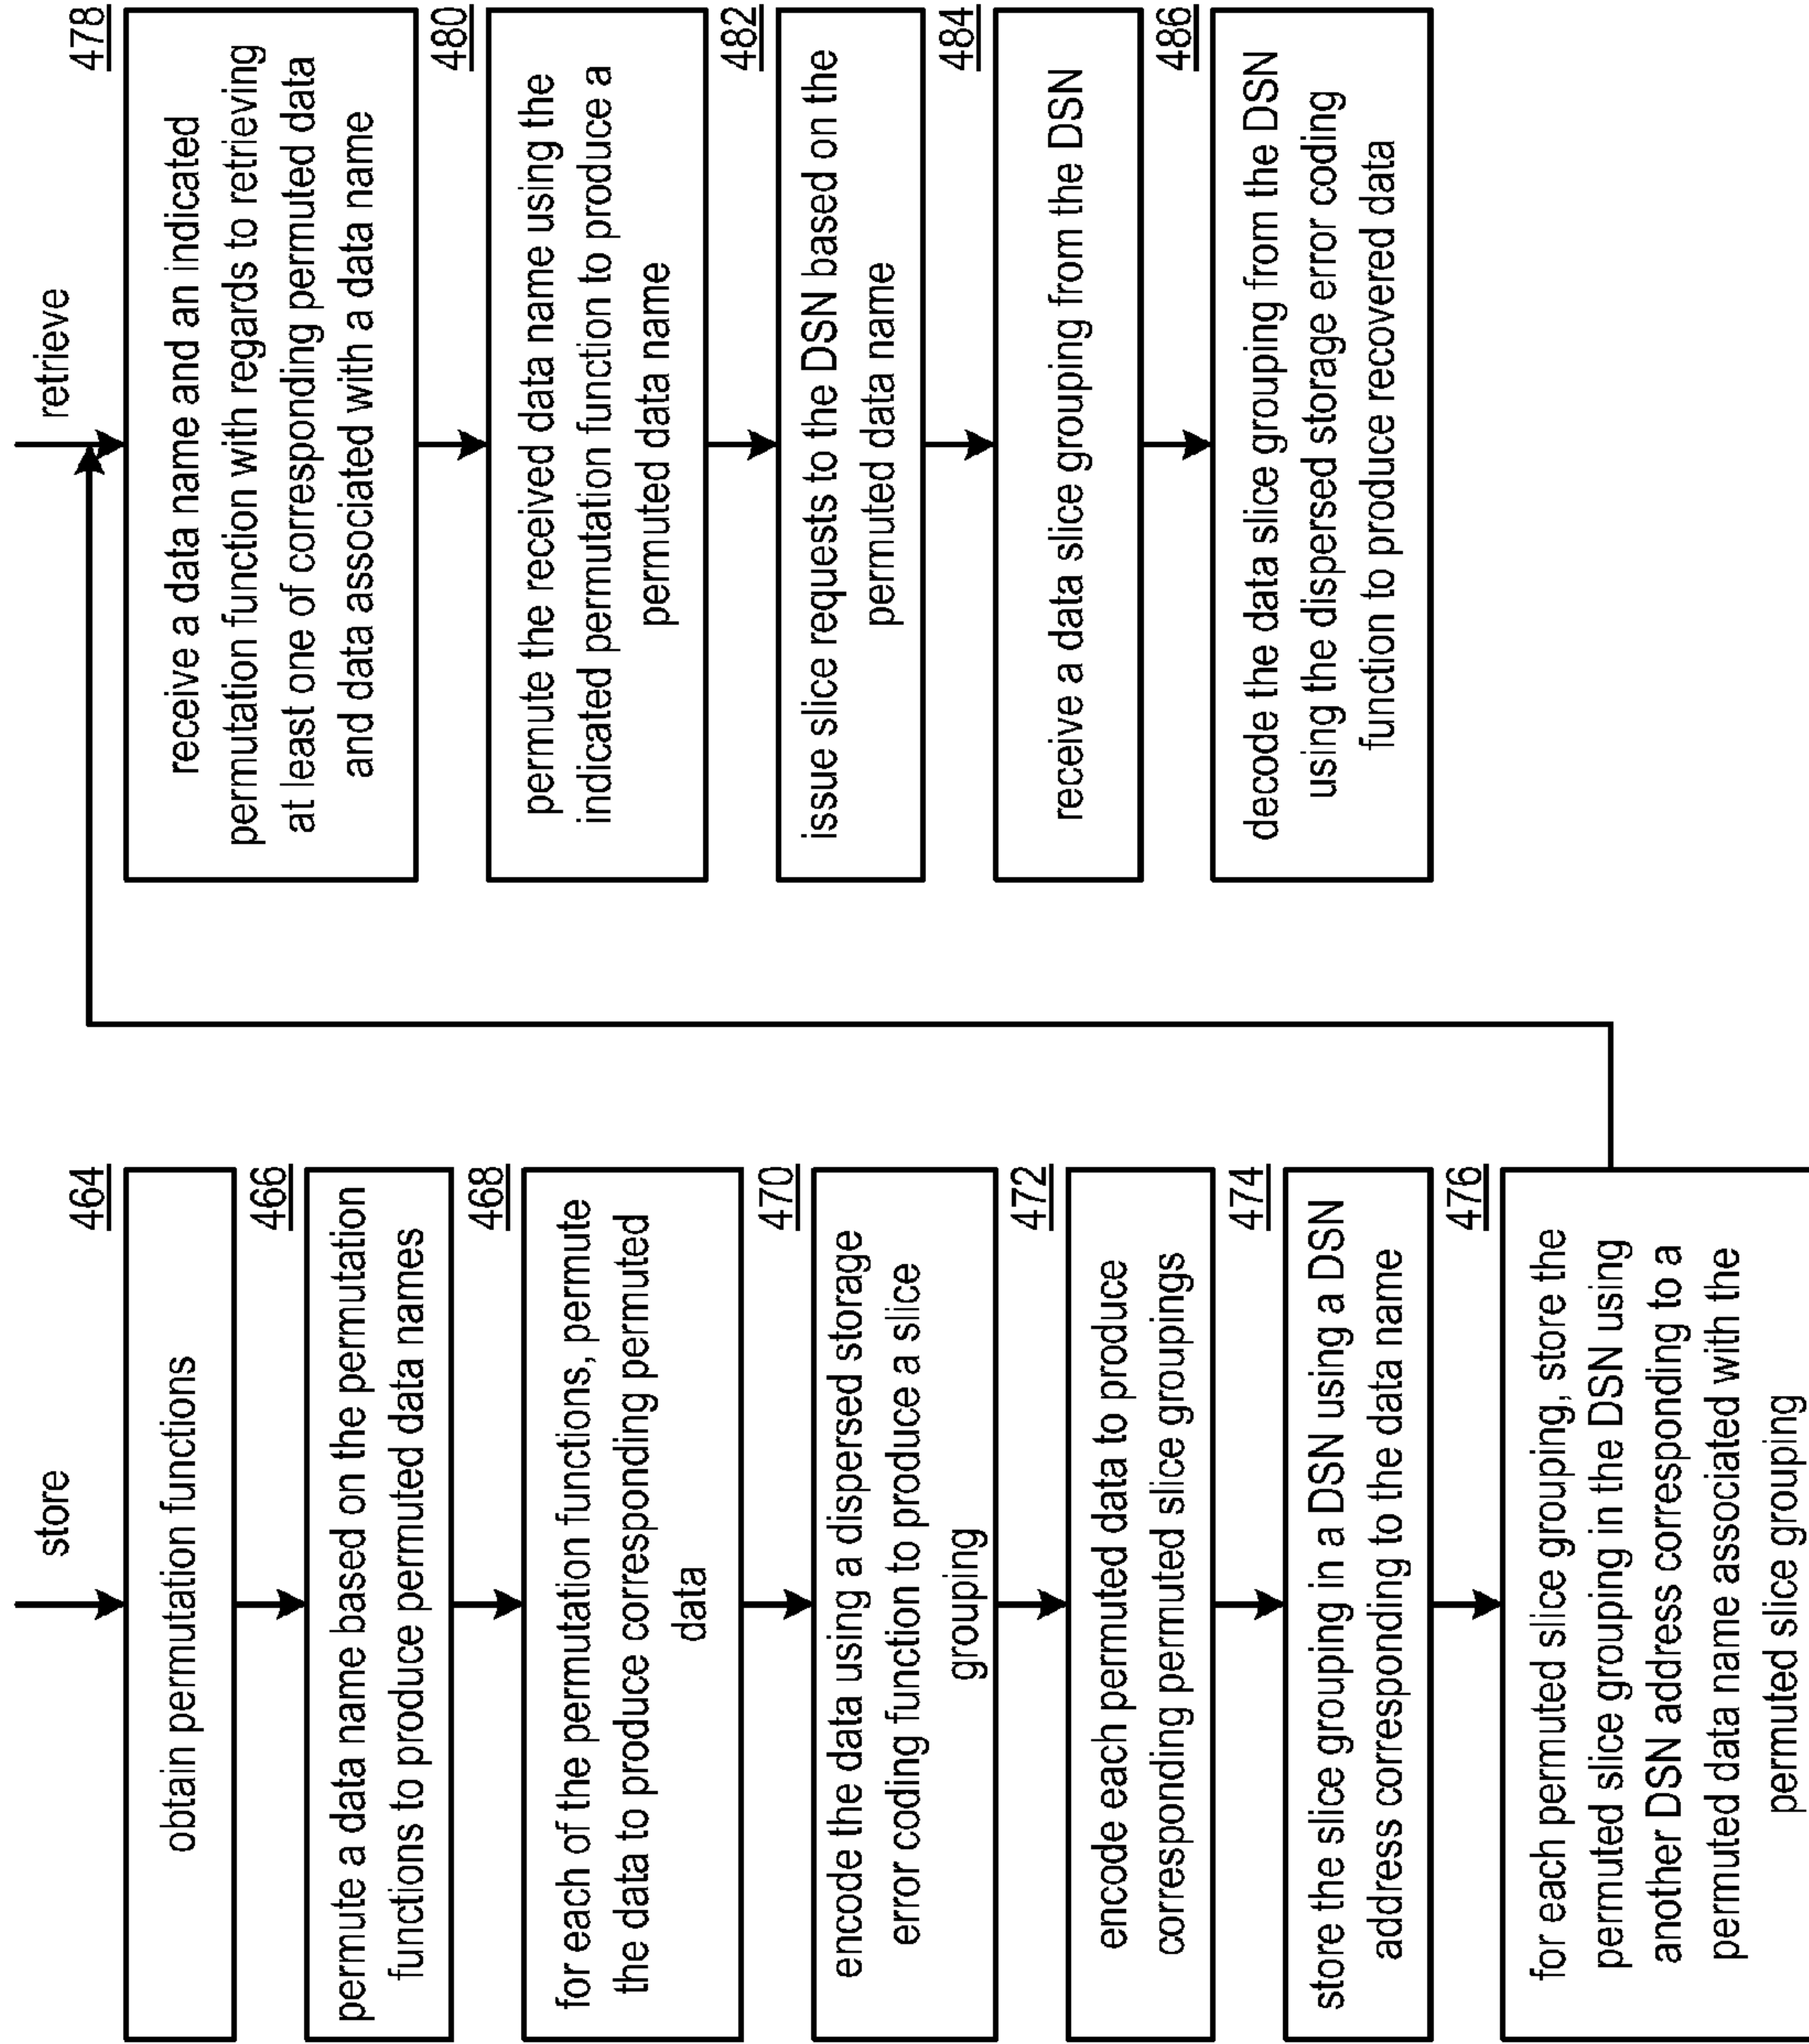 store
464
obtain permutation functions
466
permute a data name based on the permutation
functions to produce permuted data names
468
for each of the permutation functions, permute
the data to produce corresponding permuted
data
470
encode the data using a dispersed storage
error coding function to produce a slice
grouping
472
encode each permuted data to produce
corresponding permuted slice groupings
474
store the slice grouping in a DSN using a DSN
address corresponding to the data name
476
for each permuted slice grouping, store the
permuted slice grouping in the DSN using
another DSN address corresponding to a
permuted data name associated with the
permuted slice grouping
retrieve
478
receive a data name and an indicated
permutation function with regards to retrieving
at least one of corresponding permuted data
and data associated with a data name
480
permute the received data name using the
indicated permutation function to produce a
permuted data name
482
issue slice requests to the DSN based on the
permuted data name
484
receive a data slice grouping from the DSN
486
decode the data slice grouping from the DSN
using the dispersed storage error coding
function to produce recovered data